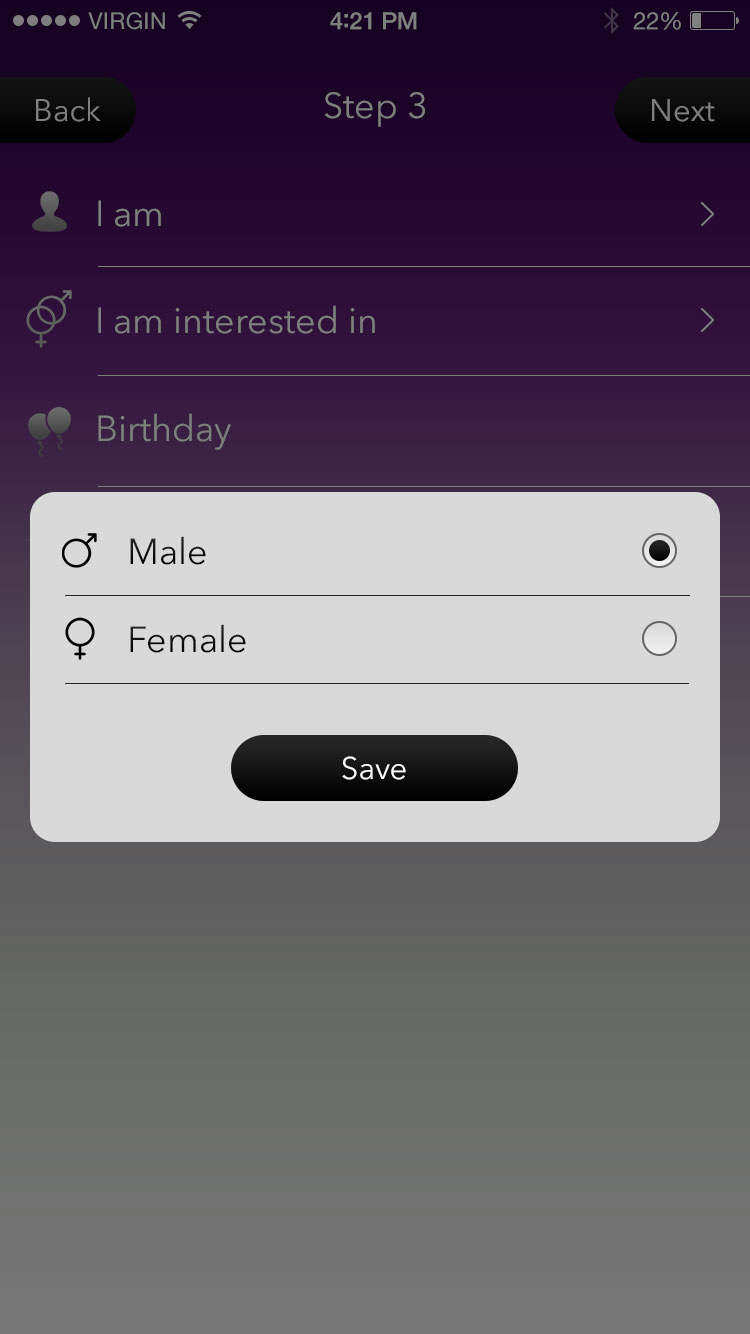 VIRGIN 4:21 PM 22%
Back Step 3 Next
I am
I am interested in
Birthday
Male
Female
Save